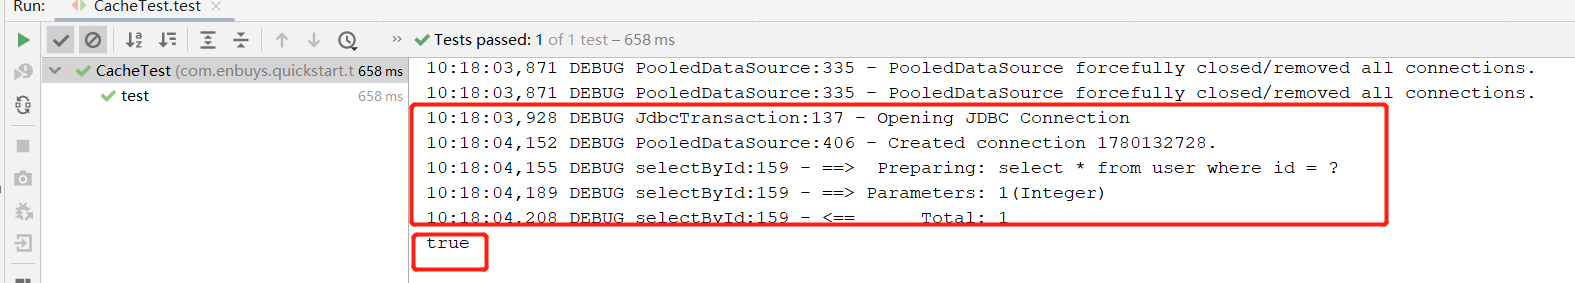 Run: CacheTest.test ×
» Tests passed: 1 of 1 test – 658 ms
CacheTest (com.enbuys.quickstart.t 658 ms
test 658 ms
10:18:03,871 DEBUG PooledDataSource:335 - PooledDataSource forcefully closed/removed all connections.
10:18:03,871 DEBUG PooledDataSource:335 - PooledDataSource forcefully closed/removed all connections.
10:18:03,928 DEBUG JdbcTransaction:137 - Opening JDBC Connection
10:18:04,152 DEBUG PooledDataSource:406 - Created connection 1780132728.
10:18:04,155 DEBUG selectById:159 - ==>  Preparing: select * from user where id = ?
10:18:04,189 DEBUG selectById:159 - ==> Parameters: 1(Integer)
10:18:04,208 DEBUG selectById:159 - <==      Total: 1
true